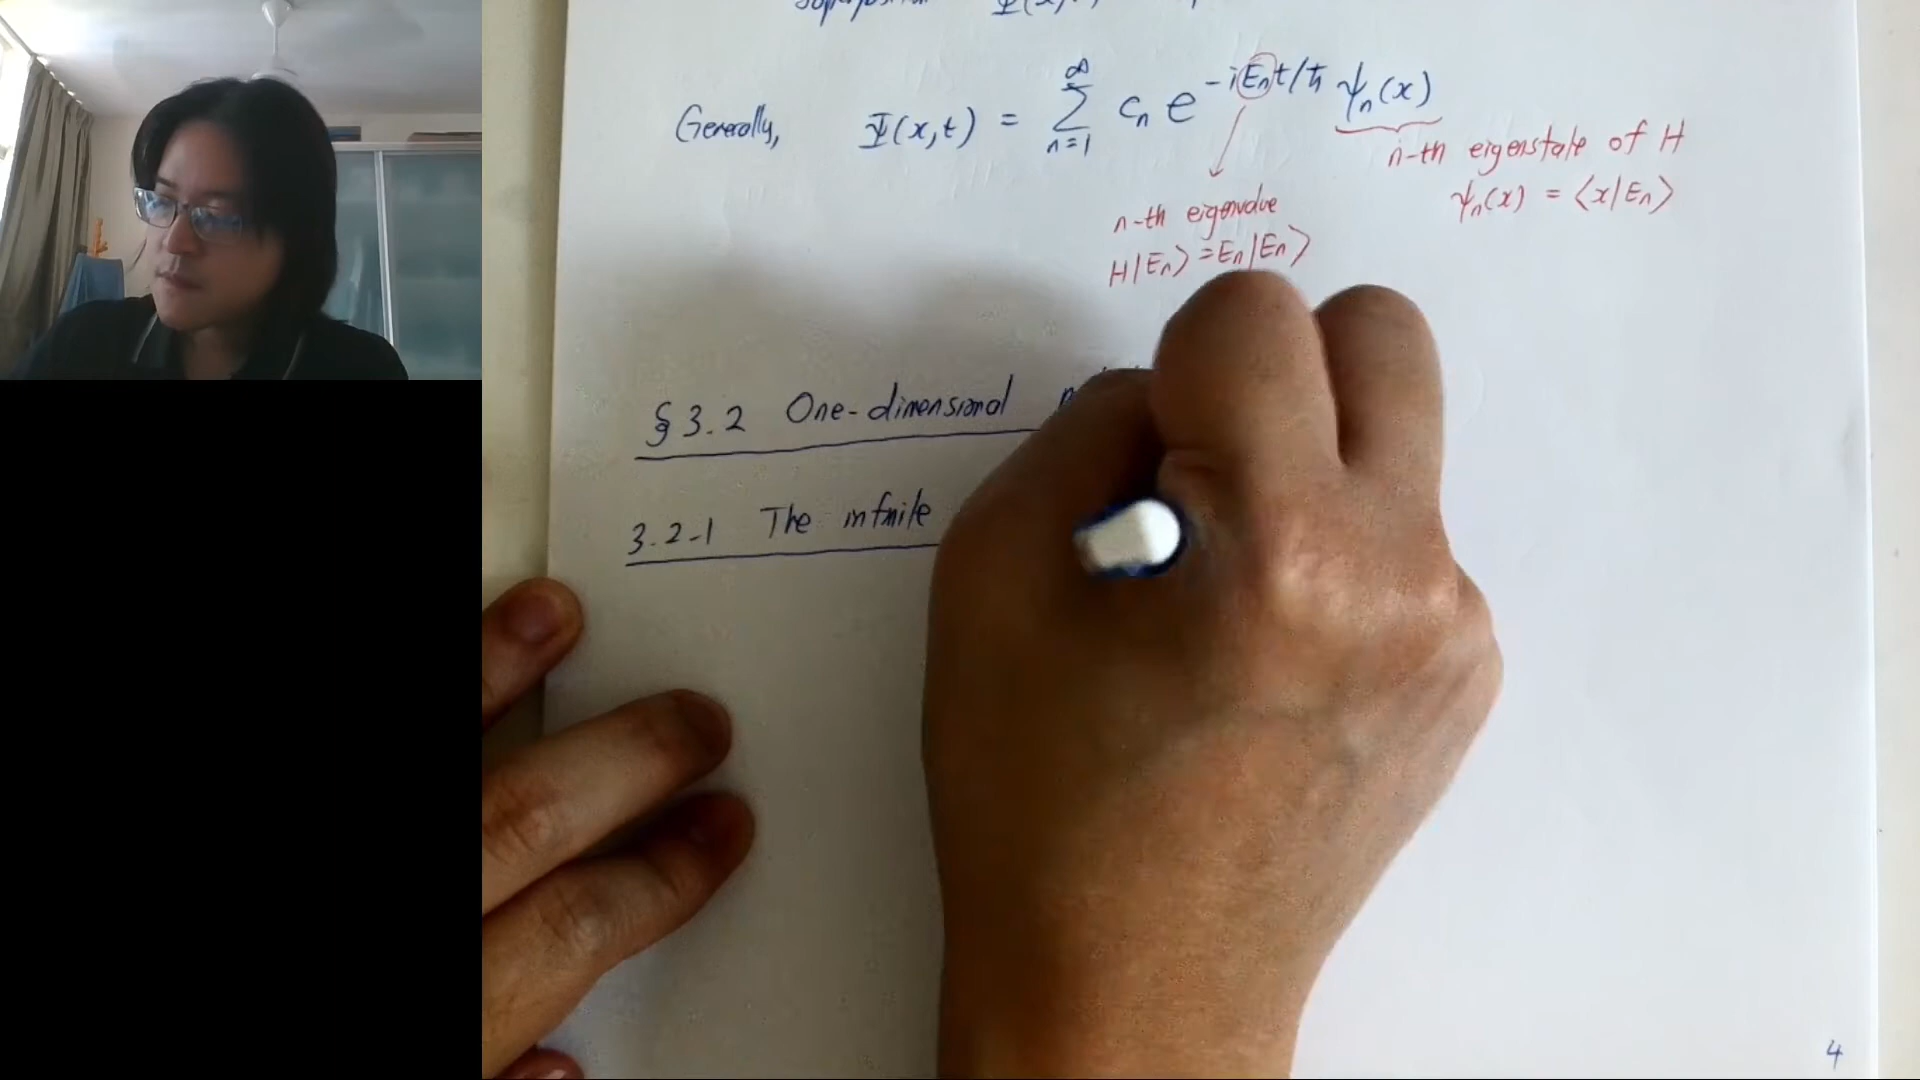 Superposition Ψ(x,
Generally, Ψ(x,t) = ∑_{n=1}^{∞} c_n e^{-iE_n t/ħ} ψ_n(x)
n-th eigenstate of H
ψ_n(x) = ⟨x|E_n⟩
n-th eigenvalue
H|E_n⟩ = E_n|E_n⟩
§3.2 One-dimensional
3.2.1 The infinite
4